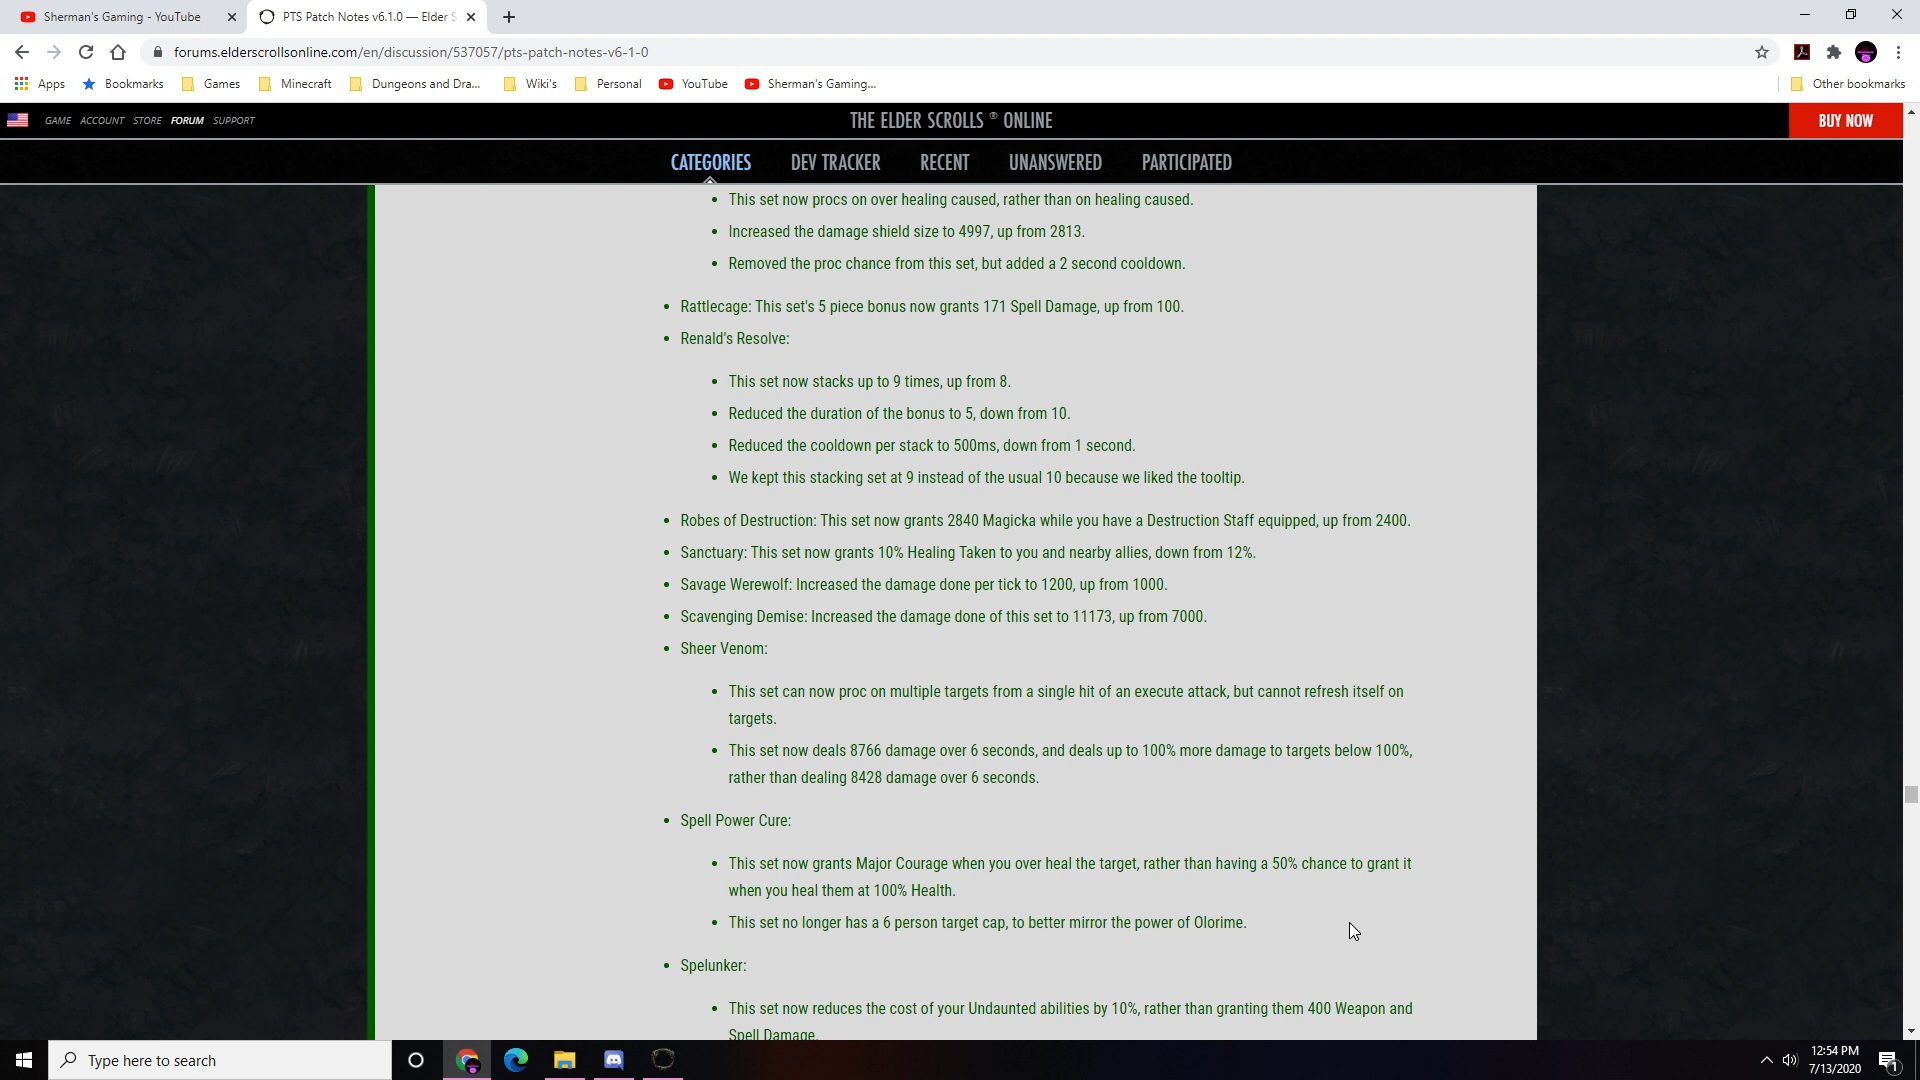 Sherman's Gaming - YouTube
PTS Patch Notes v6.1.0 — Elder S
forums.elderscrollsonline.com/en/discussion/537057/pts-patch-notes-v6-1-0
Apps Bookmarks Games Minecraft Dungeons and Dra... Wiki's Personal YouTube Sherman's Gaming... Other bookmarks
GAME ACCOUNT STORE FORUM SUPPORT
THE ELDER SCROLLS ® ONLINE
BUY NOW
CATEGORIES DEV TRACKER RECENT UNANSWERED PARTICIPATED
• This set now procs on over healing caused, rather than on healing caused.
• Increased the damage shield size to 4997, up from 2813.
• Removed the proc chance from this set, but added a 2 second cooldown.
• Rattlecage: This set's 5 piece bonus now grants 171 Spell Damage, up from 100.
• Renald's Resolve:
• This set now stacks up to 9 times, up from 8.
• Reduced the duration of the bonus to 5, down from 10.
• Reduced the cooldown per stack to 500ms, down from 1 second.
• We kept this stacking set at 9 instead of the usual 10 because we liked the tooltip.
• Robes of Destruction: This set now grants 2840 Magicka while you have a Destruction Staff equipped, up from 2400.
• Sanctuary: This set now grants 10% Healing Taken to you and nearby allies, down from 12%.
• Savage Werewolf: Increased the damage done per tick to 1200, up from 1000.
• Scavenging Demise: Increased the damage done of this set to 11173, up from 7000.
• Sheer Venom:
• This set can now proc on multiple targets from a single hit of an execute attack, but cannot refresh itself on
targets.
• This set now deals 8766 damage over 6 seconds, and deals up to 100% more damage to targets below 100%,
rather than dealing 8428 damage over 6 seconds.
• Spell Power Cure:
• This set now grants Major Courage when you over heal the target, rather than having a 50% chance to grant it
when you heal them at 100% Health.
• This set no longer has a 6 person target cap, to better mirror the power of Olorime.
• Spelunker:
• This set now reduces the cost of your Undaunted abilities by 10%, rather than granting them 400 Weapon and
Spell Damage.
Type here to search
12:54 PM
7/13/2020
1